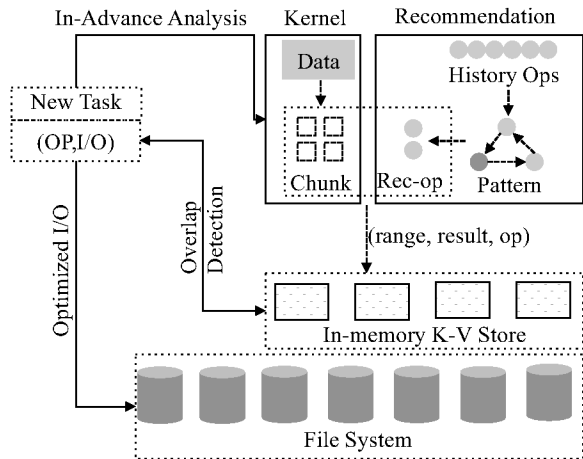 In-Advance Analysis
Kernel
Recommendation
Data
History Ops
New Task
(OP,I/O)
Chunk
Rec-op
Pattern
Optimized I/O
Overlap
Detection
(range, result, op)
In-memory K-V Store
File System